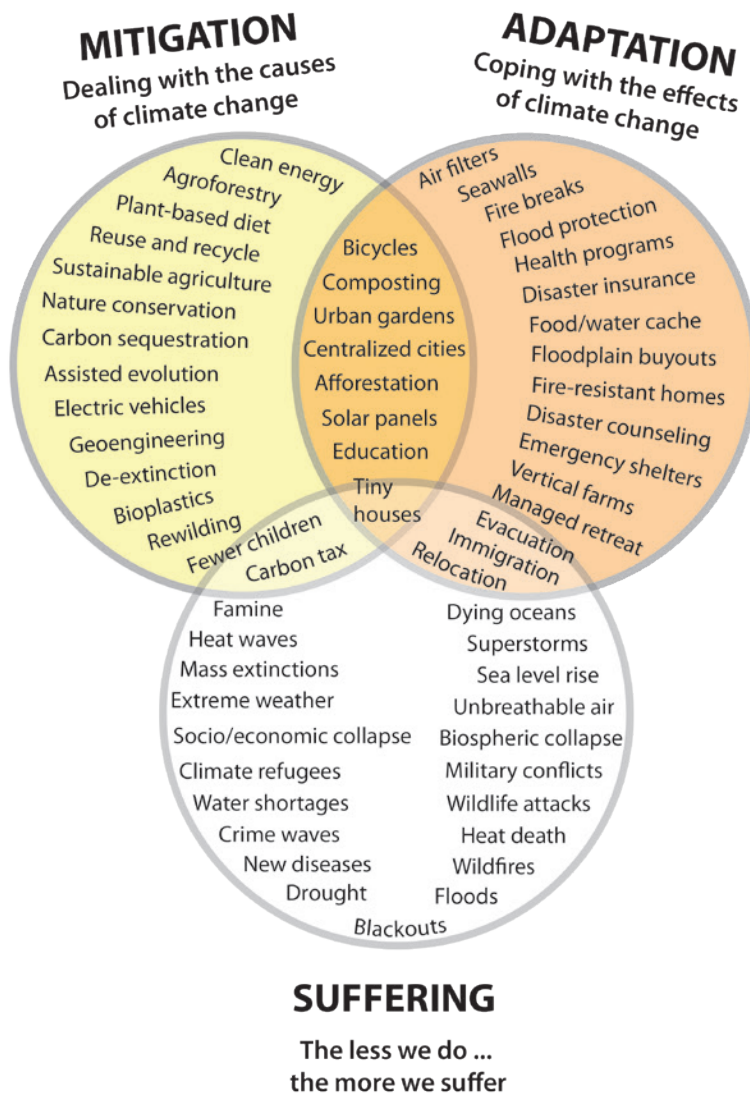 MITIGATION
Dealing with the causes
of climate change
ADAPTATION
Coping with the effects
of climate change
Clean energy
Agroforestry
Plant-based diet
Reuse and recycle
Sustainable agriculture
Nature conservation
Carbon sequestration
Assisted evolution
Electric vehicles
Geoengineering
De-extinction
Bioplastics
Rewilding
Fewer children
Carbon tax
Bicycles
Composting
Urban gardens
Centralized cities
Afforestation
Solar panels
Education
Tiny
houses
Air filters
Seawalls
Fire breaks
Flood protection
Health programs
Disaster insurance
Food/water cache
Floodplain buyouts
Fire-resistant homes
Disaster counseling
Emergency shelters
Vertical farms
Managed retreat
Evacuation
Immigration
Relocation
Famine
Heat waves
Mass extinctions
Extreme weather
Socio/economic collapse
Climate refugees
Water shortages
Crime waves
New diseases
Drought
Dying oceans
Superstorms
Sea level rise
Unbreathable air
Biospheric collapse
Military conflicts
Wildlife attacks
Heat death
Wildfires
Floods
Blackouts
SUFFERING
The less we do ...
the more we suffer